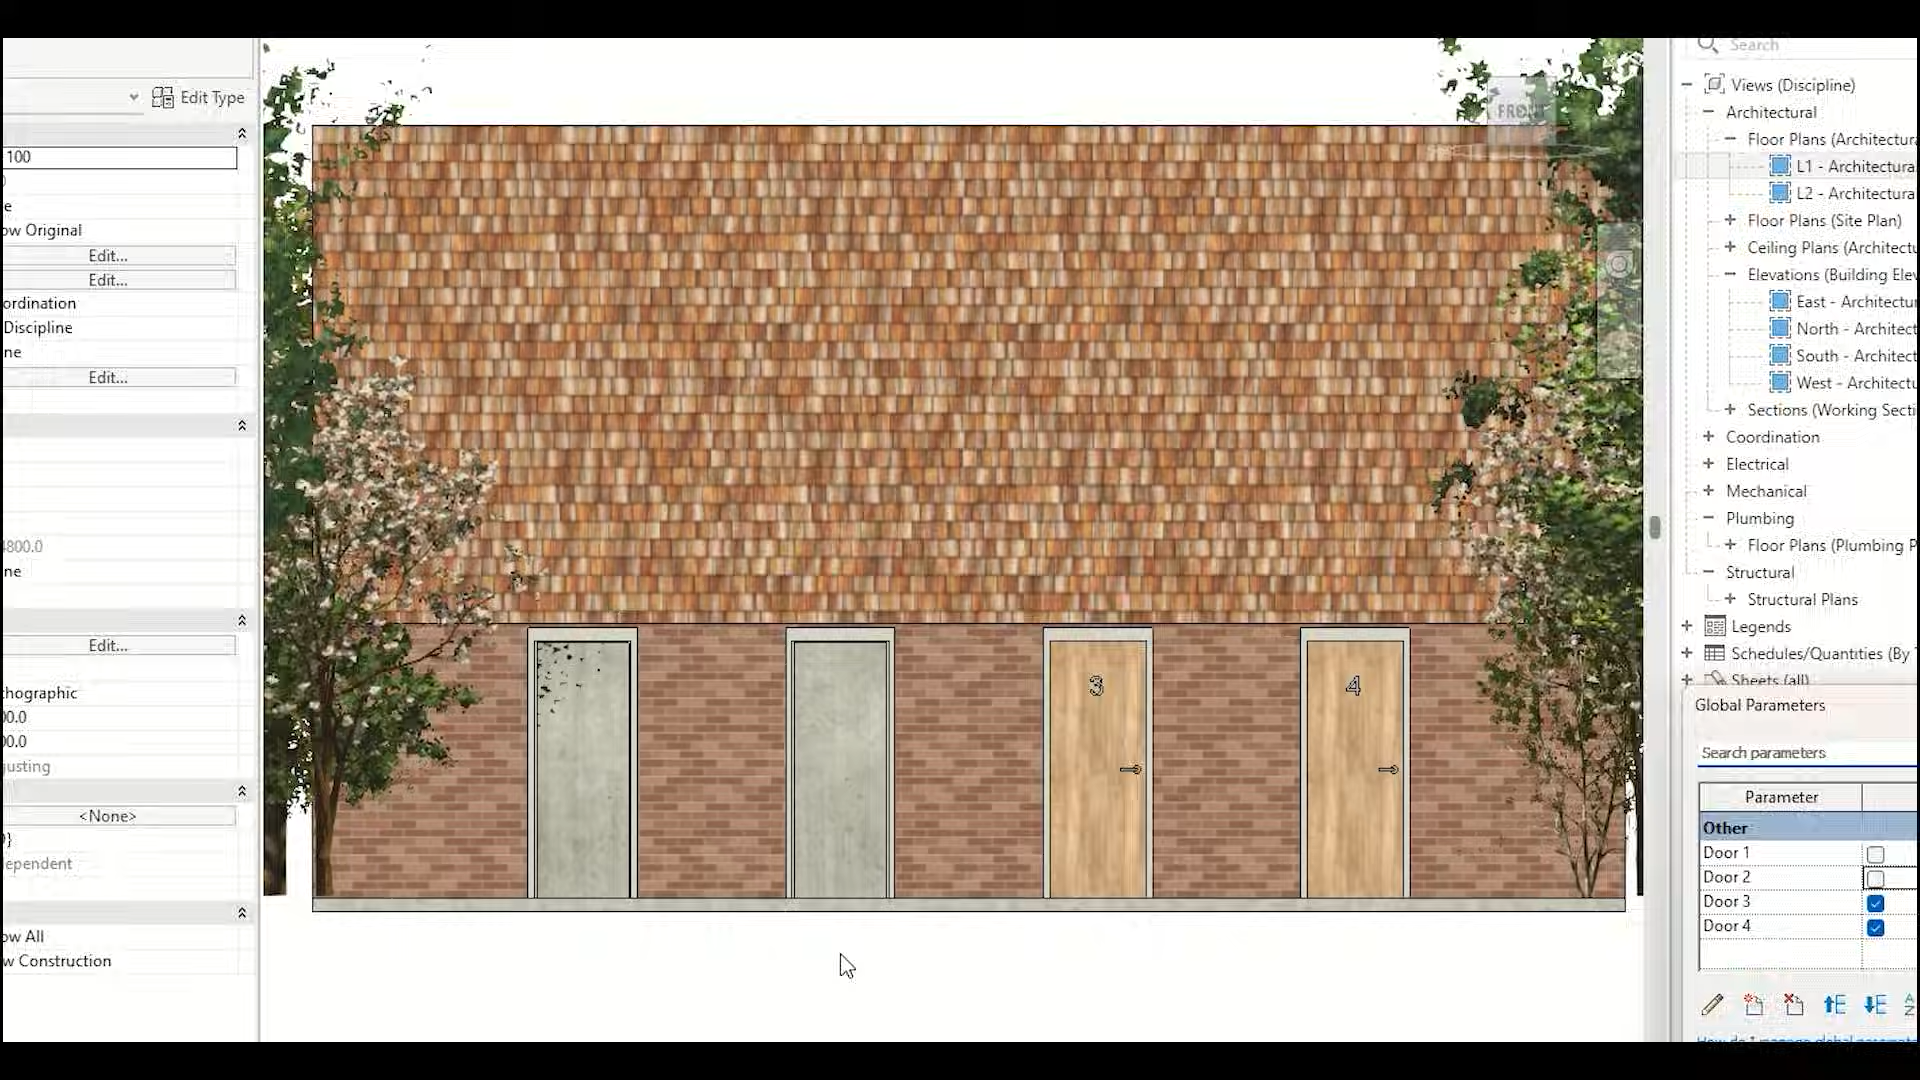 Edit Type
100
e
ow Original
Edit...
Edit...
ordination
Discipline
ne
Edit...
4800.0
ne
Edit...
thographic
00.0
00.0
justing
<None>
ependent
ow All
w Construction
FRONT
3
4
Search
Views (Discipline)
Architectural
Floor Plans (Architectura
L1 - Architectura
L2 - Architectura
Floor Plans (Site Plan)
Ceiling Plans (Architectu
Elevations (Building Elev
East - Architectur
North - Architect
South - Architect
West - Architectu
Sections (Working Secti
Coordination
Electrical
Mechanical
Plumbing
Floor Plans (Plumbing P
Structural
Structural Plans
Legends
Schedules/Quantities (By T
Sheets (all)
Global Parameters
Search parameters
Parameter
Other
Door 1
Door 2
Door 3
Door 4